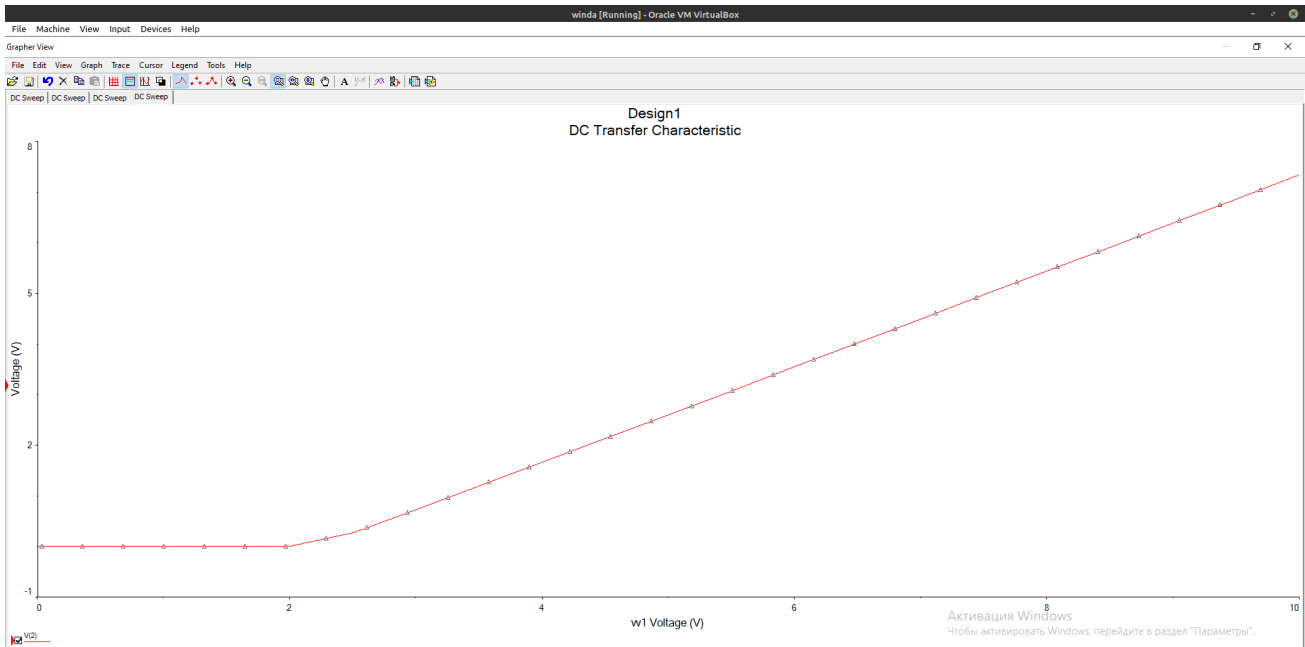 winda [Running] - Oracle VM VirtualBox
File Machine View Input Devices Help
Grapher View
File Edit View Graph Trace Cursor Legend Tools Help
A
DC Sweep DC Sweep DC Sweep DC Sweep
Design1
DC Transfer Characteristic
8
5
2
-1
Voltage (V)
0 2 4 6 8 10
vv1 Voltage (V)
Активация Windows
Чтобы активировать Windows, перейдите в раздел "Параметры".
V(2)